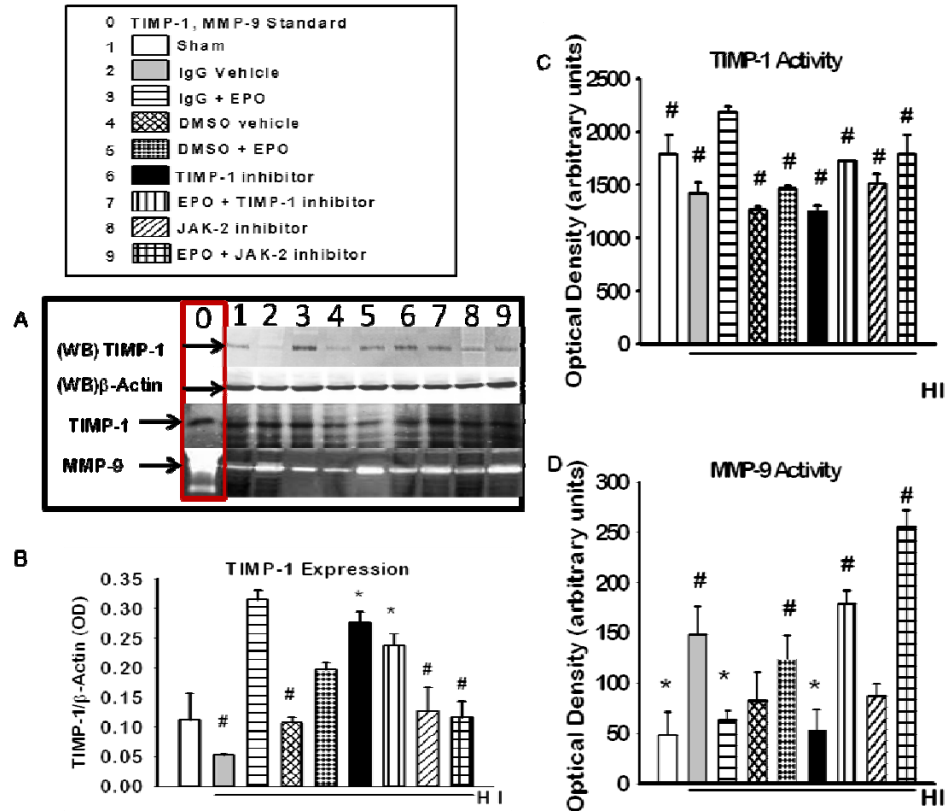 0 TIMP-1, MMP-9 Standard
1 Sham
2 IgG Vehicle
3 IgG + EPO
4 DMSO vehicle
5 DMSO + EPO
6 TIMP-1 inhibitor
7 EPO + TIMP-1 inhibitor
8 JAK-2 inhibitor
9 EPO + JAK-2 inhibitor
A
0 1 2 3 4 5 6 7 8 9
(WB) TIMP-1
(WB)β-Actin
TIMP-1
MMP-9
B
TIMP-1 Expression
TIMP-1/β-Actin (OD)
0.35
0.30
0.25
0.20
0.15
0.10
0.05
0.00
# # * * # #
H I
C
TIMP-1 Activity
Optical Density (arbitrary units)
2500
2000
1500
1000
500
0
# # # # # # # #
HI
D
MMP-9 Activity
Optical Density (arbitrary units)
300
250
200
150
100
50
0
* # * # * # #
HI